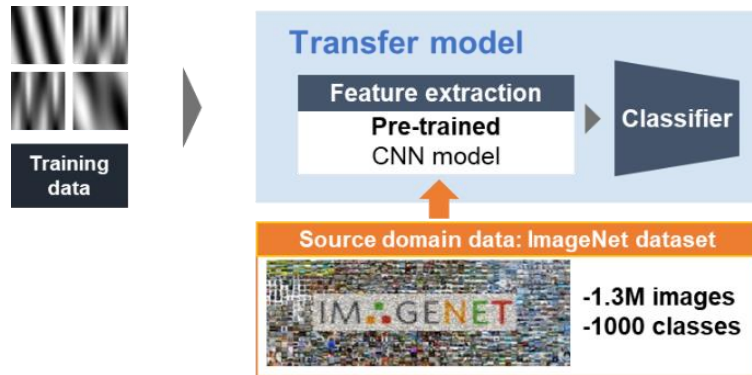 Training
data
Transfer model
Feature extraction
Pre-trained
CNN model
Classifier
Source domain data: ImageNet dataset
IMAGENET
-1.3M images
-1000 classes